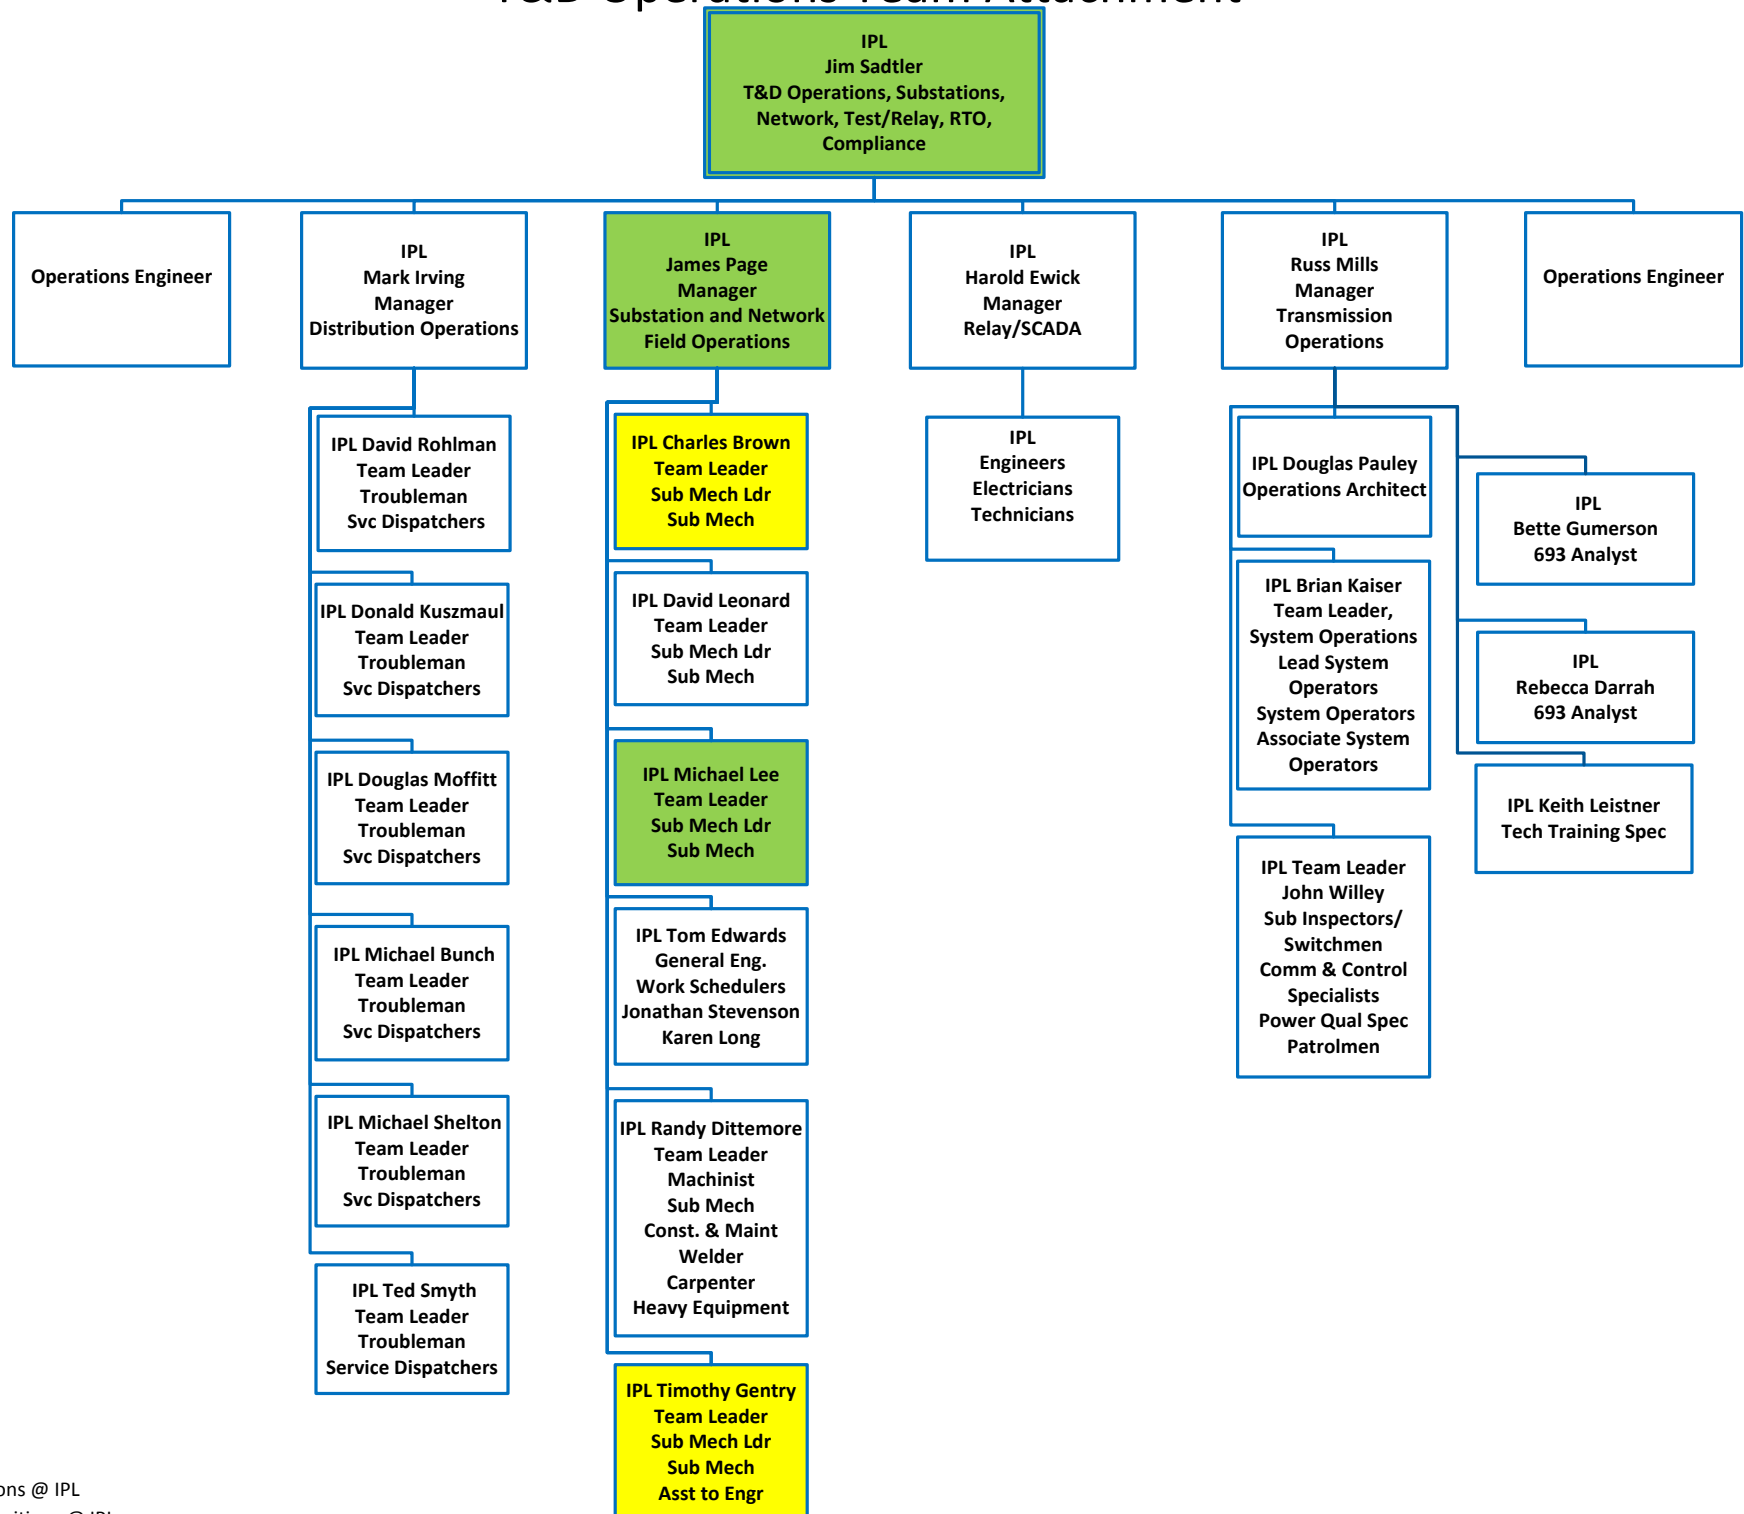 T&D Operations Team Attachment
IPL
Jim Sadtler
T&D Operations, Substations,
Network, Test/Relay, RTO,
Compliance
Operations Engineer
IPL
Mark Irving
Manager
Distribution Operations
IPL
James Page
Manager
Substation and Network
Field Operations
IPL
Harold Ewick
Manager
Relay/SCADA
IPL
Russ Mills
Manager
Transmission
Operations
Operations Engineer
IPL David Rohlman
Team Leader
Troubleman
Svc Dispatchers
IPL Donald Kuszmaul
Team Leader
Troubleman
Svc Dispatchers
IPL Douglas Moffitt
Team Leader
Troubleman
Svc Dispatchers
IPL Michael Bunch
Team Leader
Troubleman
Svc Dispatchers
IPL Michael Shelton
Team Leader
Troubleman
Svc Dispatchers
IPL Ted Smyth
Team Leader
Troubleman
Service Dispatchers
IPL Charles Brown
Team Leader
Sub Mech Ldr
Sub Mech
IPL David Leonard
Team Leader
Sub Mech Ldr
Sub Mech
IPL Michael Lee
Team Leader
Sub Mech Ldr
Sub Mech
IPL Tom Edwards
General Eng.
Work Schedulers
Jonathan Stevenson
Karen Long
IPL Randy Dittemore
Team Leader
Machinist
Sub Mech
Const. & Maint
Welder
Carpenter
Heavy Equipment
IPL Timothy Gentry
Team Leader
Sub Mech Ldr
Sub Mech
Asst to Engr
IPL
Engineers
Electricians
Technicians
IPL Douglas Pauley
Operations Architect
IPL Brian Kaiser
Team Leader,
System Operations
Lead System
Operators
System Operators
Associate System
Operators
IPL Team Leader
John Willey
Sub Inspectors/
Switchmen
Comm & Control
Specialists
Power Qual Spec
Patrolmen
IPL
Bette Gumerson
693 Analyst
IPL
Rebecca Darrah
693 Analyst
IPL Keith Leistner
Tech Training Spec
ons @ IPL